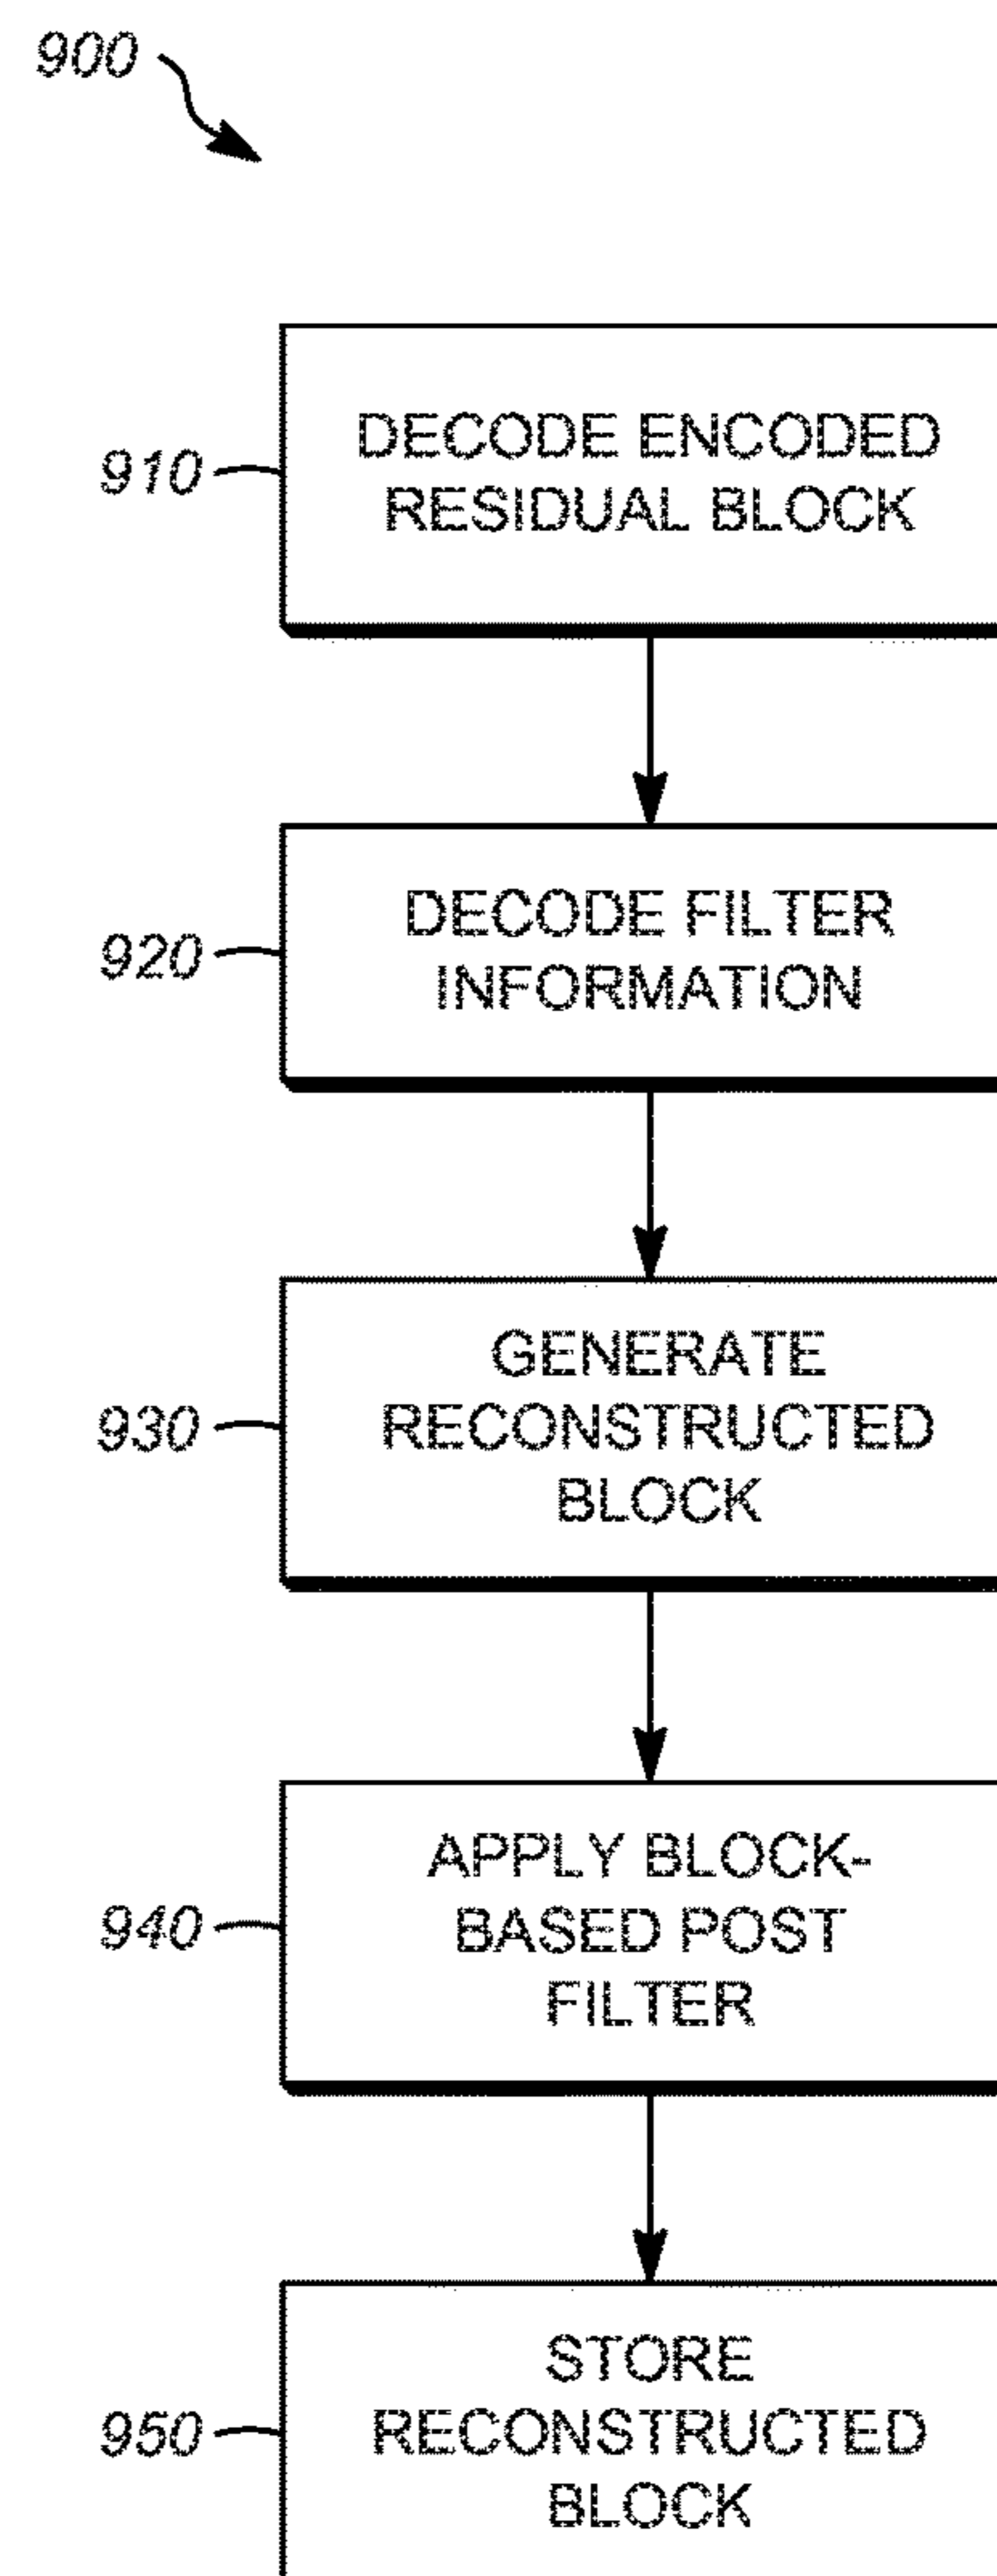 900
910
DECODE ENCODED
RESIDUAL BLOCK
920
DECODE FILTER
INFORMATION
930
GENERATE
RECONSTRUCTED
BLOCK
940
APPLY BLOCK-
BASED POST
FILTER
950
STORE
RECONSTRUCTED
BLOCK